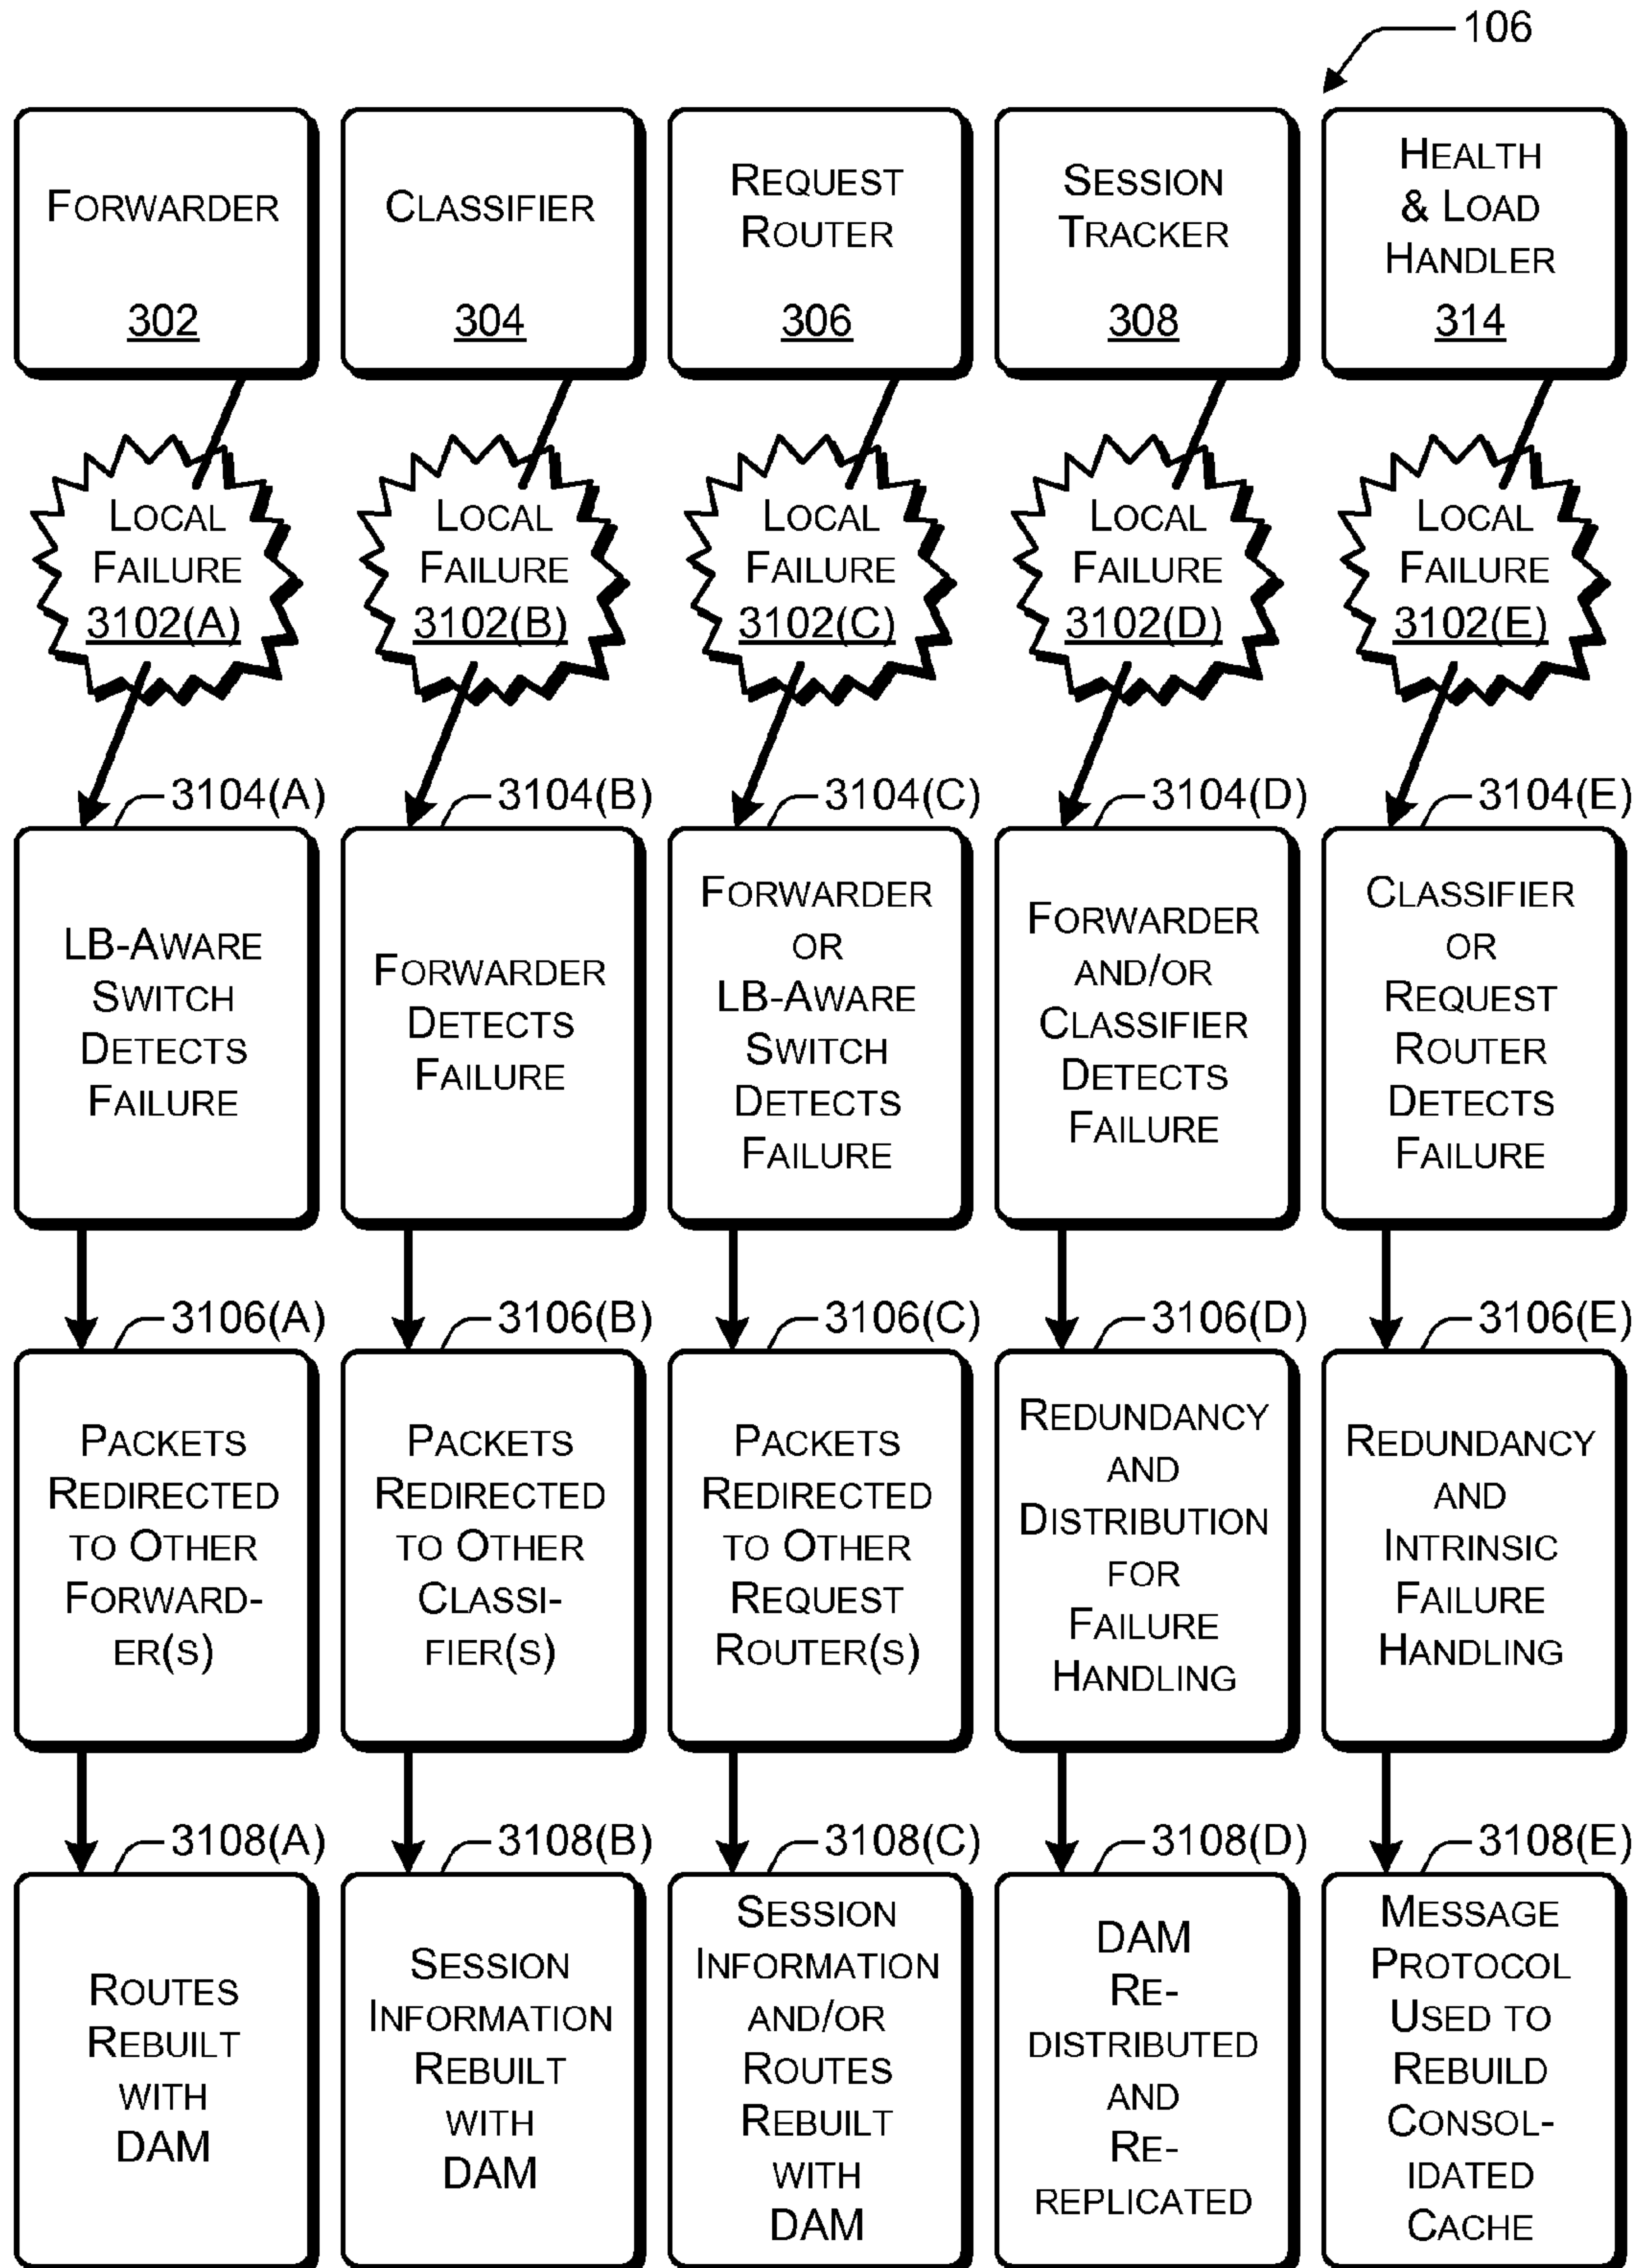 106
FORWARDER
302
CLASSIFIER
304
REQUEST
ROUTER
306
SESSION
TRACKER
308
HEALTH
& LOAD
HANDLER
314
LOCAL
FAILURE
3102(A)
LOCAL
FAILURE
3102(B)
LOCAL
FAILURE
3102(C)
LOCAL
FAILURE
3102(D)
LOCAL
FAILURE
3102(E)
3104(A)
LB-AWARE
SWITCH
DETECTS
FAILURE
3104(B)
FORWARDER
DETECTS
FAILURE
3104(C)
FORWARDER
OR
LB-AWARE
SWITCH
DETECTS
FAILURE
3104(D)
FORWARDER
AND/OR
CLASSIFIER
DETECTS
FAILURE
3104(E)
CLASSIFIER
OR
REQUEST
ROUTER
DETECTS
FAILURE
3106(A)
PACKETS
REDIRECTED
TO OTHER
FORWARD-
ER(S)
3106(B)
PACKETS
REDIRECTED
TO OTHER
CLASSI-
FIER(S)
3106(C)
PACKETS
REDIRECTED
TO OTHER
REQUEST
ROUTER(S)
3106(D)
REDUNDANCY
AND
DISTRIBUTION
FOR
FAILURE
HANDLING
3106(E)
REDUNDANCY
AND
INTRINSIC
FAILURE
HANDLING
3108(A)
ROUTES
REBUILT
WITH
DAM
3108(B)
SESSION
INFORMATION
REBUILT
WITH
DAM
3108(C)
SESSION
INFORMATION
AND/OR
ROUTES
REBUILT
WITH
DAM
3108(D)
DAM
RE-
DISTRIBUTED
AND
RE-
REPLICATED
3108(E)
MESSAGE
PROTOCOL
USED TO
REBUILD
CONSOL-
IDATED
CACHE